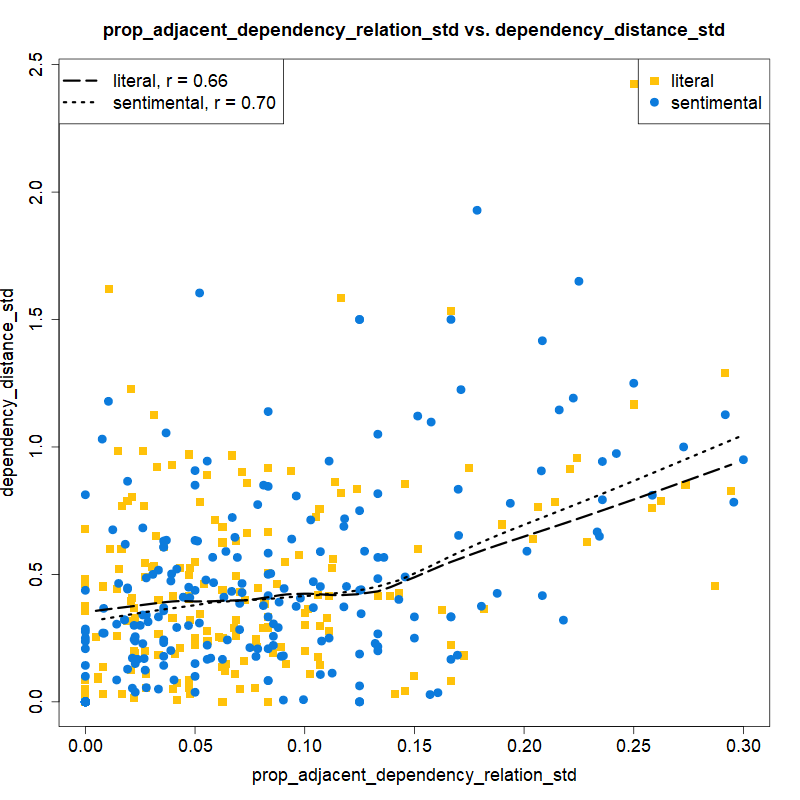 prop_adjacent_dependency_relation_std vs. dependency_distance_std
literal, r = 0.66
sentimental, r = 0.70
literal
sentimental
dependency_distance_std
2.5
2.0
1.5
1.0
0.5
0.0
0.00 0.05 0.10 0.15 0.20 0.25 0.30
prop_adjacent_dependency_relation_std